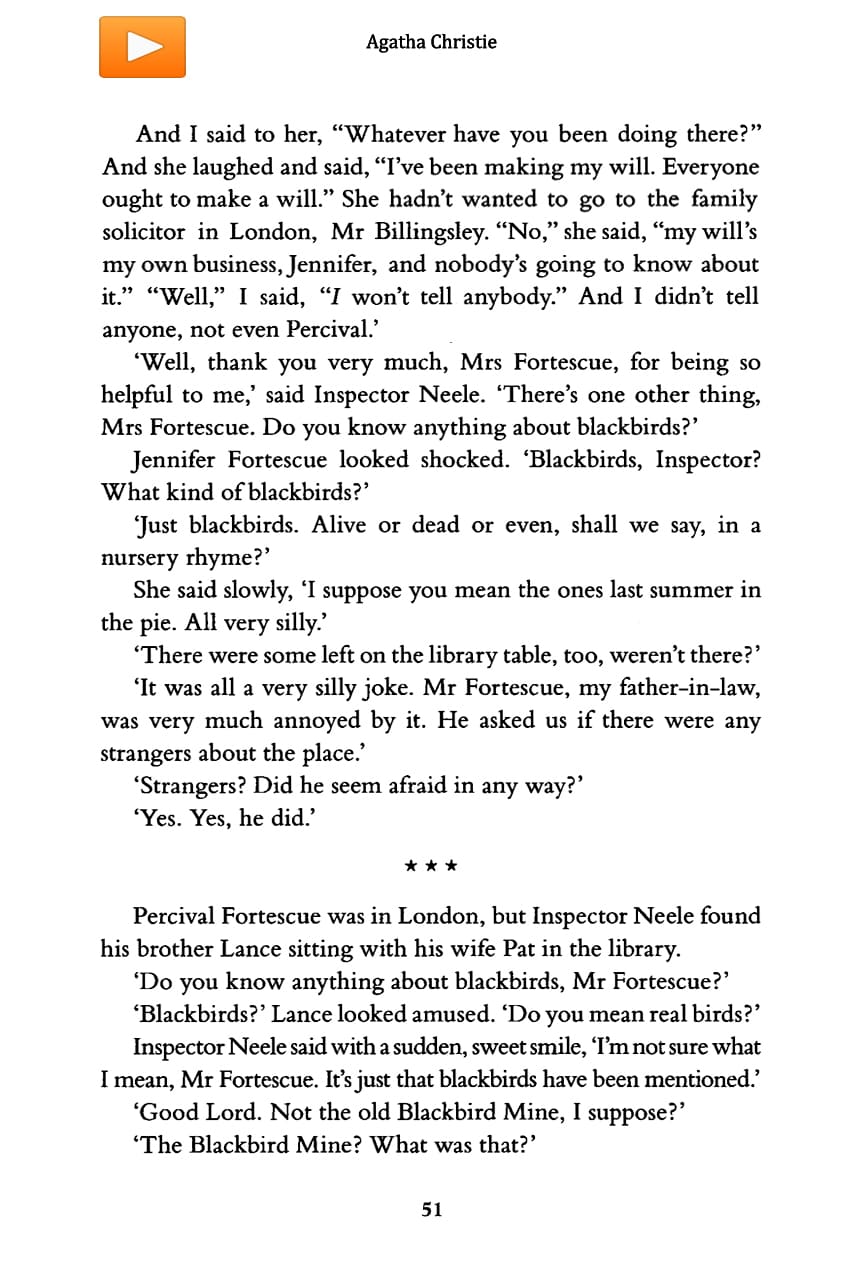 Agatha Christie
And I said to her, “Whatever have you been doing there?”
And she laughed and said, “I’ve been making my will. Everyone
ought to make a will.” She hadn’t wanted to go to the family
solicitor in London, Mr Billingsley. “No,” she said, “my will’s
my own business, Jennifer, and nobody’s going to know about
it.” “Well,” I said, “I won’t tell anybody.” And I didn’t tell
anyone, not even Percival.’
‘Well, thank you very much, Mrs Fortescue, for being so
helpful to me,’ said Inspector Neele. ‘There’s one other thing,
Mrs Fortescue. Do you know anything about blackbirds?’
Jennifer Fortescue looked shocked. ‘Blackbirds, Inspector?
What kind of blackbirds?’
‘Just blackbirds. Alive or dead or even, shall we say, in a
nursery rhyme?’
She said slowly, ‘I suppose you mean the ones last summer in
the pie. All very silly.’
‘There were some left on the library table, too, weren’t there?’
‘It was all a very silly joke. Mr Fortescue, my father-in-law,
was very much annoyed by it. He asked us if there were any
strangers about the place.’
‘Strangers? Did he seem afraid in any way?’
‘Yes. Yes, he did.’
★ ★ ★
Percival Fortescue was in London, but Inspector Neele found
his brother Lance sitting with his wife Pat in the library.
‘Do you know anything about blackbirds, Mr Fortescue?’
‘Blackbirds?’ Lance looked amused. ‘Do you mean real birds?’
Inspector Neele said with a sudden, sweet smile, ‘I’m not sure what
I mean, Mr Fortescue. It’s just that blackbirds have been mentioned.’
‘Good Lord. Not the old Blackbird Mine, I suppose?’
‘The Blackbird Mine? What was that?’
51